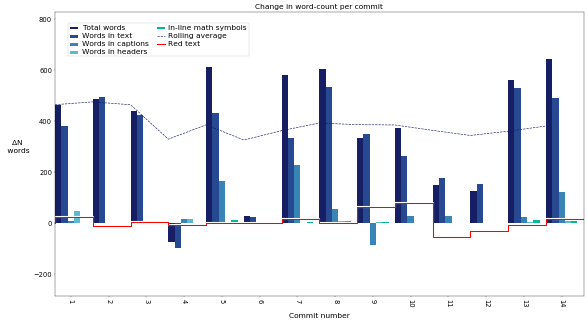 Change in word-count per commit
Total words
Words in text
Words in captions
Words in headers
In-line math symbols
Rolling average
Red text
800
600
400
200
0
−200
ΔN
words
1 2 3 4 5 6 7 8 9 10 11 12 13 14
Commit number